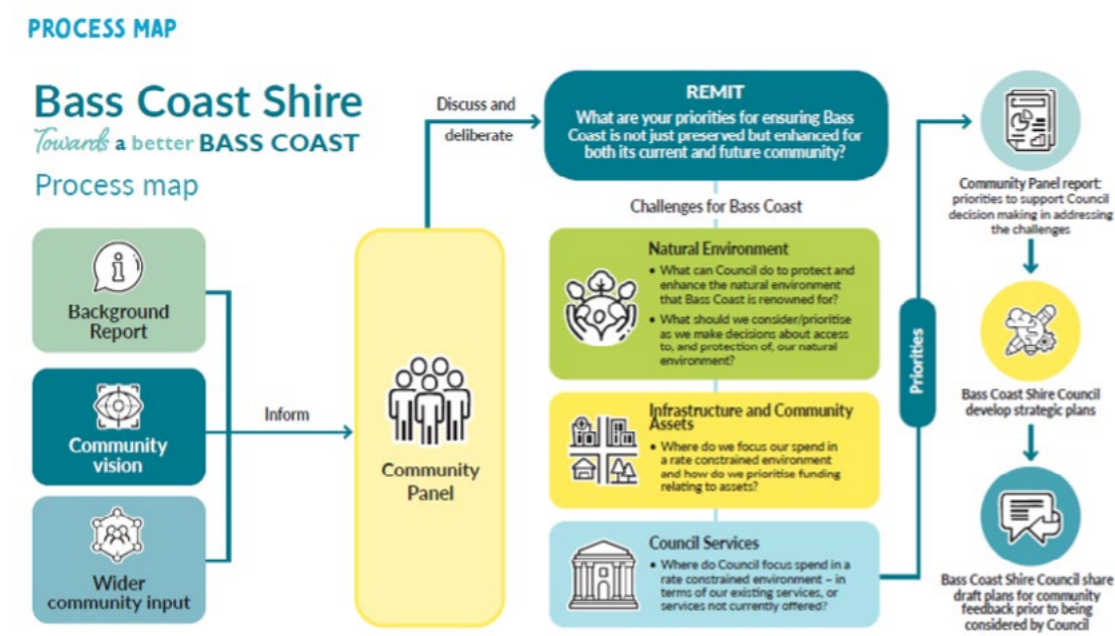 PROCESS MAP
Bass Coast Shire
Towards a better BASS COAST
Process map
Background
Report
Community
vision
Wider
community input
Inform
Community
Panel
Discuss and
deliberate
REMIT
What are your priorities for ensuring Bass
Coast is not just preserved but enhanced for
both its current and future community?
Challenges for Bass Coast
Natural Environment
• What can Council do to protect and
enhance the natural environment
that Bass Coast is renowned for?
• What should we consider/prioritise
as we make decisions about access
to, and protection of, our natural
environment?
Infrastructure and Community
Assets
• Where do we focus our spend in
a rate constrained environment
and how do we prioritise funding
relating to assets?
Council Services
• Where do Council focus spend in a
rate constrained environment – in
terms of our existing services, or
services not currently offered?
Priorities
Community Panel report:
priorities to support Council
decision making in addressing
the challenges
Bass Coast Shire Council
develop strategic plans
Bass Coast Shire Council share
draft plans for community
feedback prior to being
considered by Council